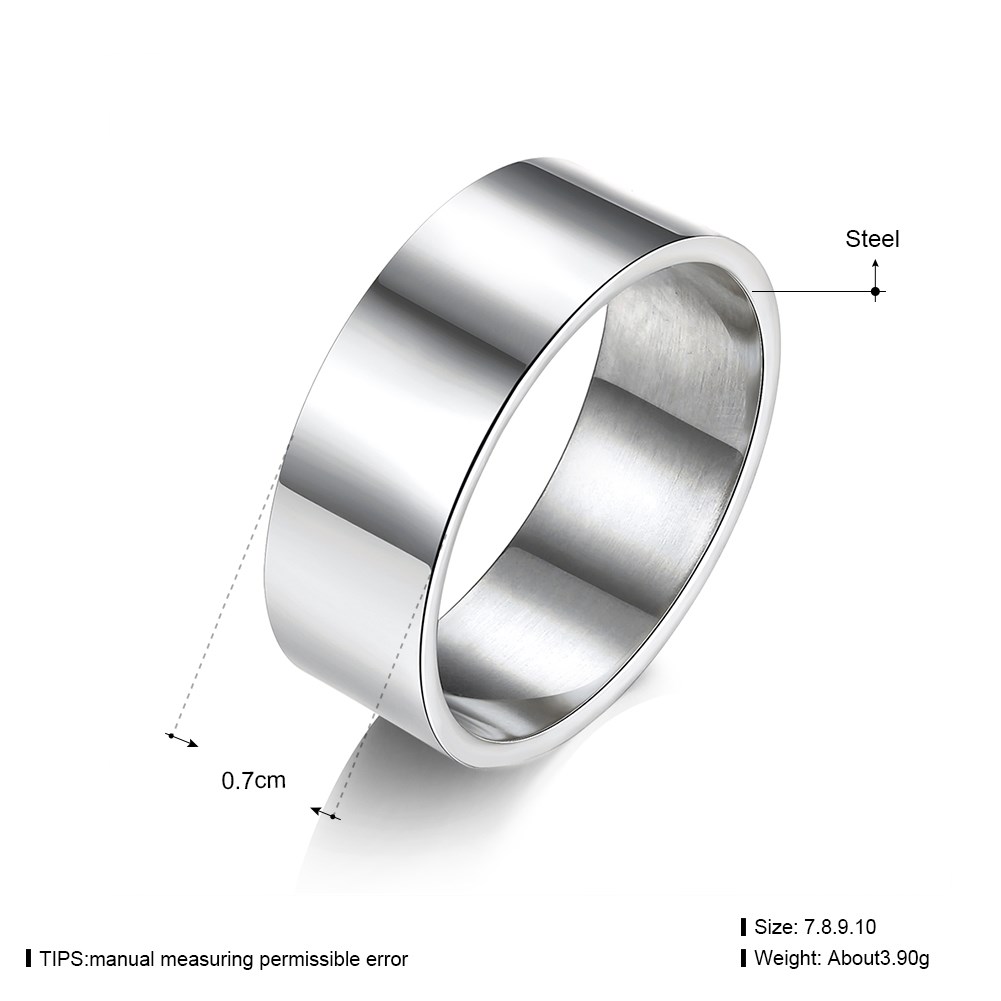 Steel
0.7cm
Size: 7.8.9.10
TIPS:manual measuring permissible error
Weight: About3.90g